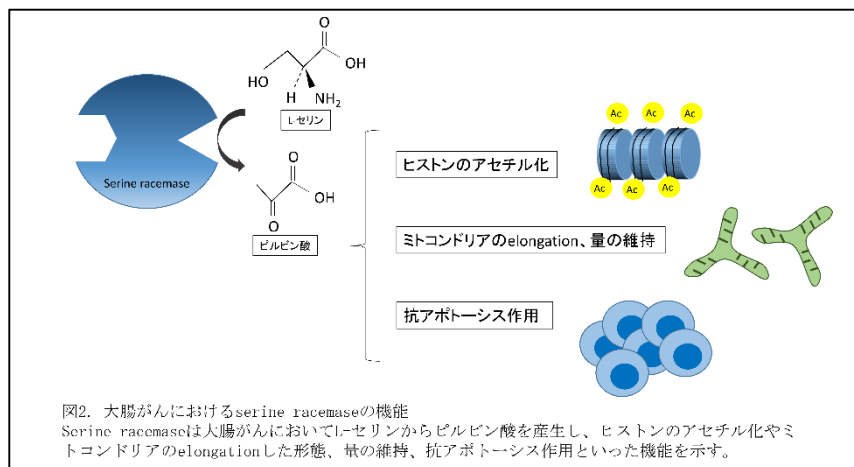 O
OH
HO
H
NH2
L-セリン
Serine racemase
O
OH
O
ピルビン酸
Ac
Ac
Ac
ヒストンのアセチル化
Ac
Ac
Ac
ミトコンドリアのelongation、量の維持
抗アポトーシス作用
図2. 大腸がんにおけるserine racemaseの機能
Serine racemaseは大腸がんにおいてL-セリンからピルビン酸を産生し、ヒストンのアセチル化やミ
トコンドリアのelongationした形態、量の維持、抗アポトーシス作用といった機能を示す。